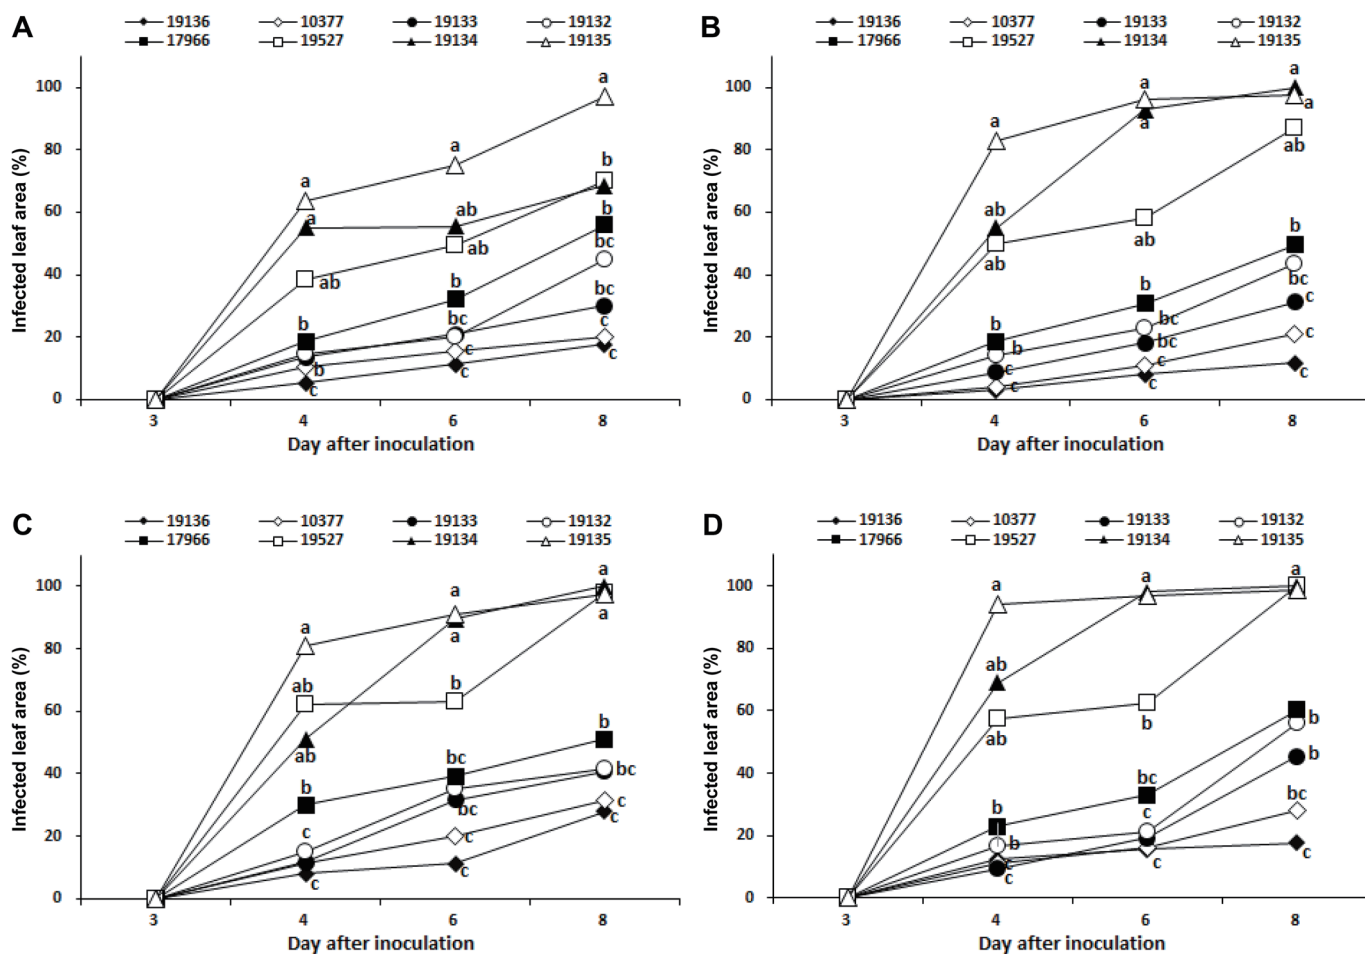 A
19136 10377 19133 19132
17966 19527 19134 19135
Infected leaf area (%)
100
80
60
40
20
0
a
a
a
a
ab
b
ab
ab
b
b
bc
b
bc
bc
b
b
c
c
c
c
c
3 4 6 8
Day after inoculation
B
19136 10377 19133 19132
17966 19527 19134 19135
Infected leaf area (%)
100
80
60
40
20
0
a
a
a
a
a
ab
ab
ab
ab
b
b
b
bc
bc
b
bc
c
c
c
c
c
c
3 4 6 8
Day after inoculation
C
19136 10377 19133 19132
17966 19527 19134 19135
Infected leaf area (%)
100
80
60
40
20
0
a
a
a
a
a
ab
b
ab
b
b
bc
bc
bc
c
c
c
c
c
c
3 4 6 8
Day after inoculation
D
19136 10377 19133 19132
17966 19527 19134 19135
Infected leaf area (%)
100
80
60
40
20
0
a
a
a
ab
ab
b
b
b
bc
bc
b
c
b
c
c
c
c
3 4 6 8
Day after inoculation